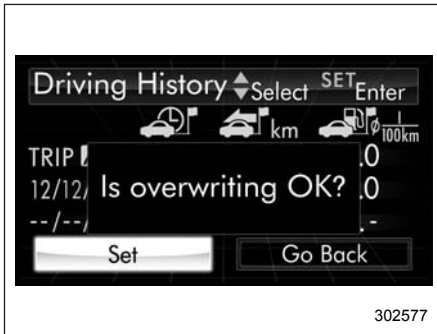 Driving History Select SET Enter
km ø l/100km
TRIP .0
12/12/ .0
--/--/ .-
Is overwriting OK?
Set Go Back
302577